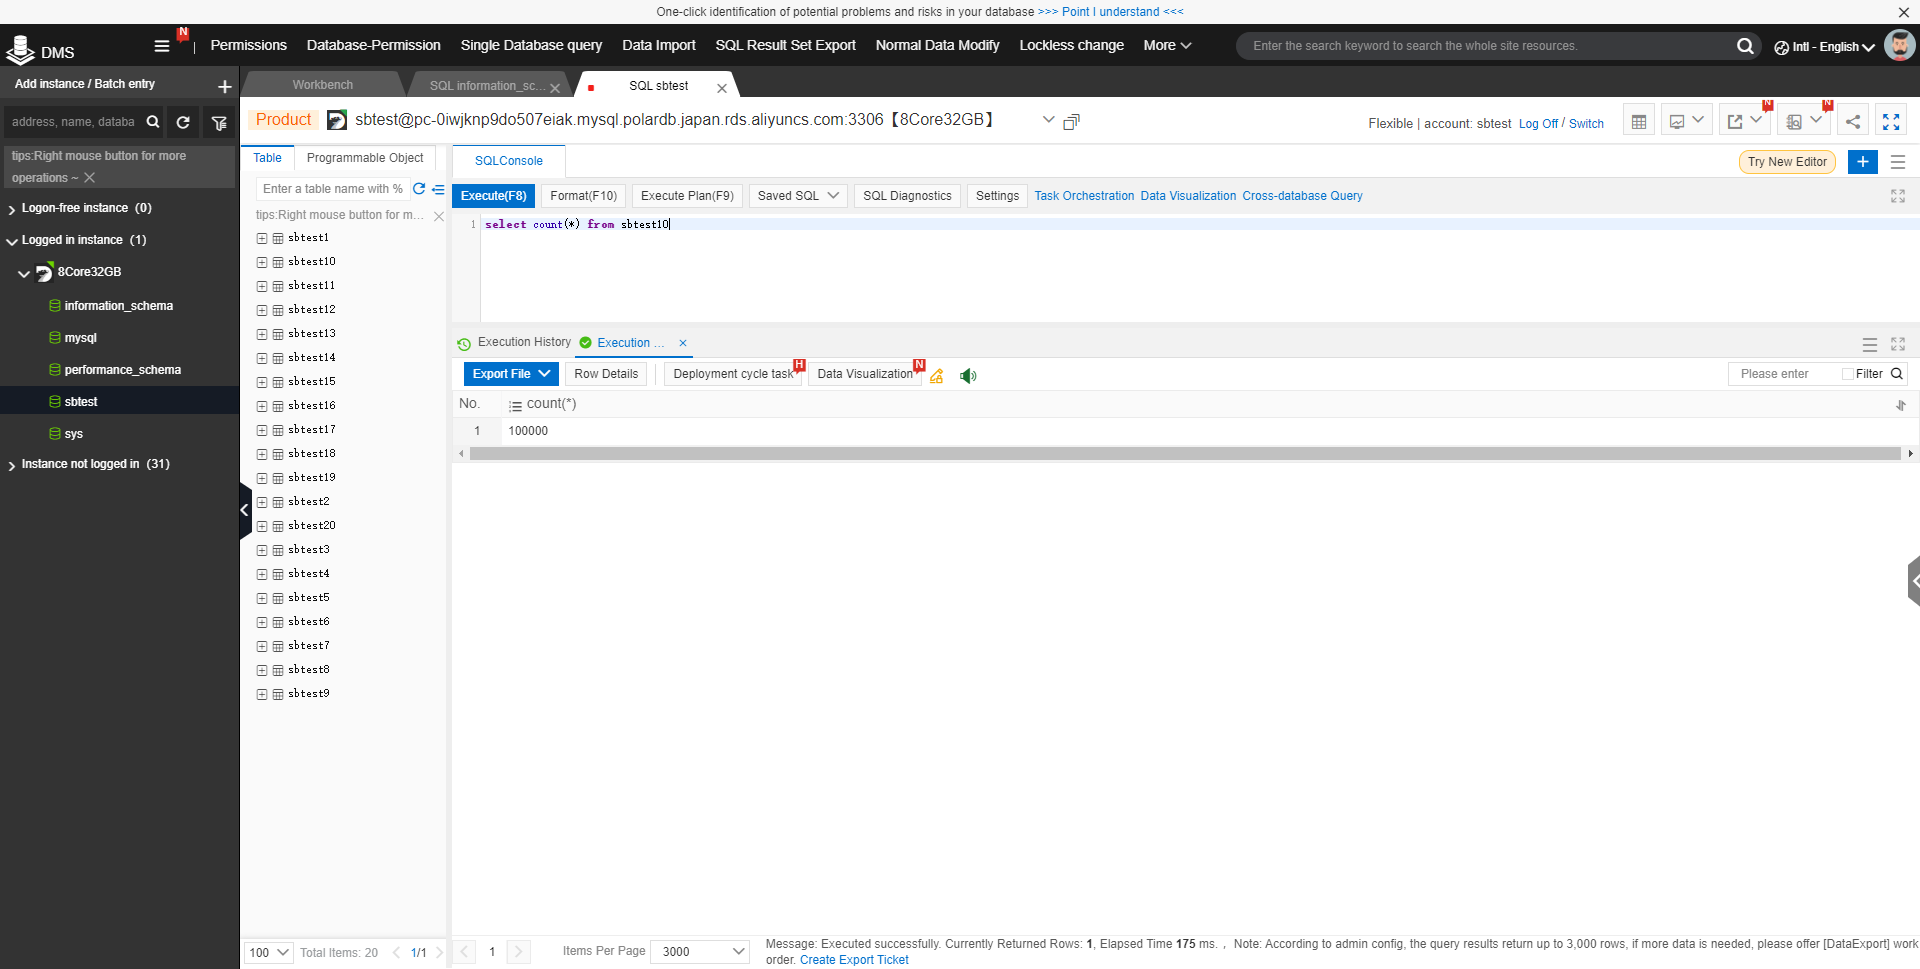 One-click identification of potential problems and risks in your database >>> Point I understand <<<
DMS
N
Permissions Database-Permission Single Database query Data Import SQL Result Set Export Normal Data Modify Lockless change More
Enter the search keyword to search the whole site resources.
Intl - English
Add instance / Batch entry
Workbench
SQL information_sc...
SQL sbtest
address, name, databa
Product
sbtest@pc-0iwjknp9do507eiak.mysql.polardb.japan.rds.aliyuncs.com:3306【8Core32GB】
Flexible | account: sbtest Log Off / Switch
N
N
tips:Right mouse button for more
operations ~
Logon-free instance (0)
Logged in instance (1)
8Core32GB
information_schema
mysql
performance_schema
sbtest
sys
Instance not logged in (31)
Table
Programmable Object
Enter a table name with %
tips:Right mouse button for m...
sbtest1
sbtest10
sbtest11
sbtest12
sbtest13
sbtest14
sbtest15
sbtest16
sbtest17
sbtest18
sbtest19
sbtest2
sbtest20
sbtest3
sbtest4
sbtest5
sbtest6
sbtest7
sbtest8
sbtest9
100
Total Items: 20
1/1
SQLConsole
Try New Editor
Execute(F8) Format(F10) Execute Plan(F9) Saved SQL SQL Diagnostics Settings Task Orchestration Data Visualization Cross-database Query
1 select count(*) from sbtest10
Execution History
Execution ...
Export File Row Details Deployment cycle task H Data Visualization N
Please enter
Filter
No. count(*)
1 100000
1
Items Per Page 3000
Message: Executed successfully. Currently Returned Rows: 1, Elapsed Time 175 ms. , Note: According to admin config, the query results return up to 3,000 rows, if more data is needed, please offer [DataExport] work
order. Create Export Ticket